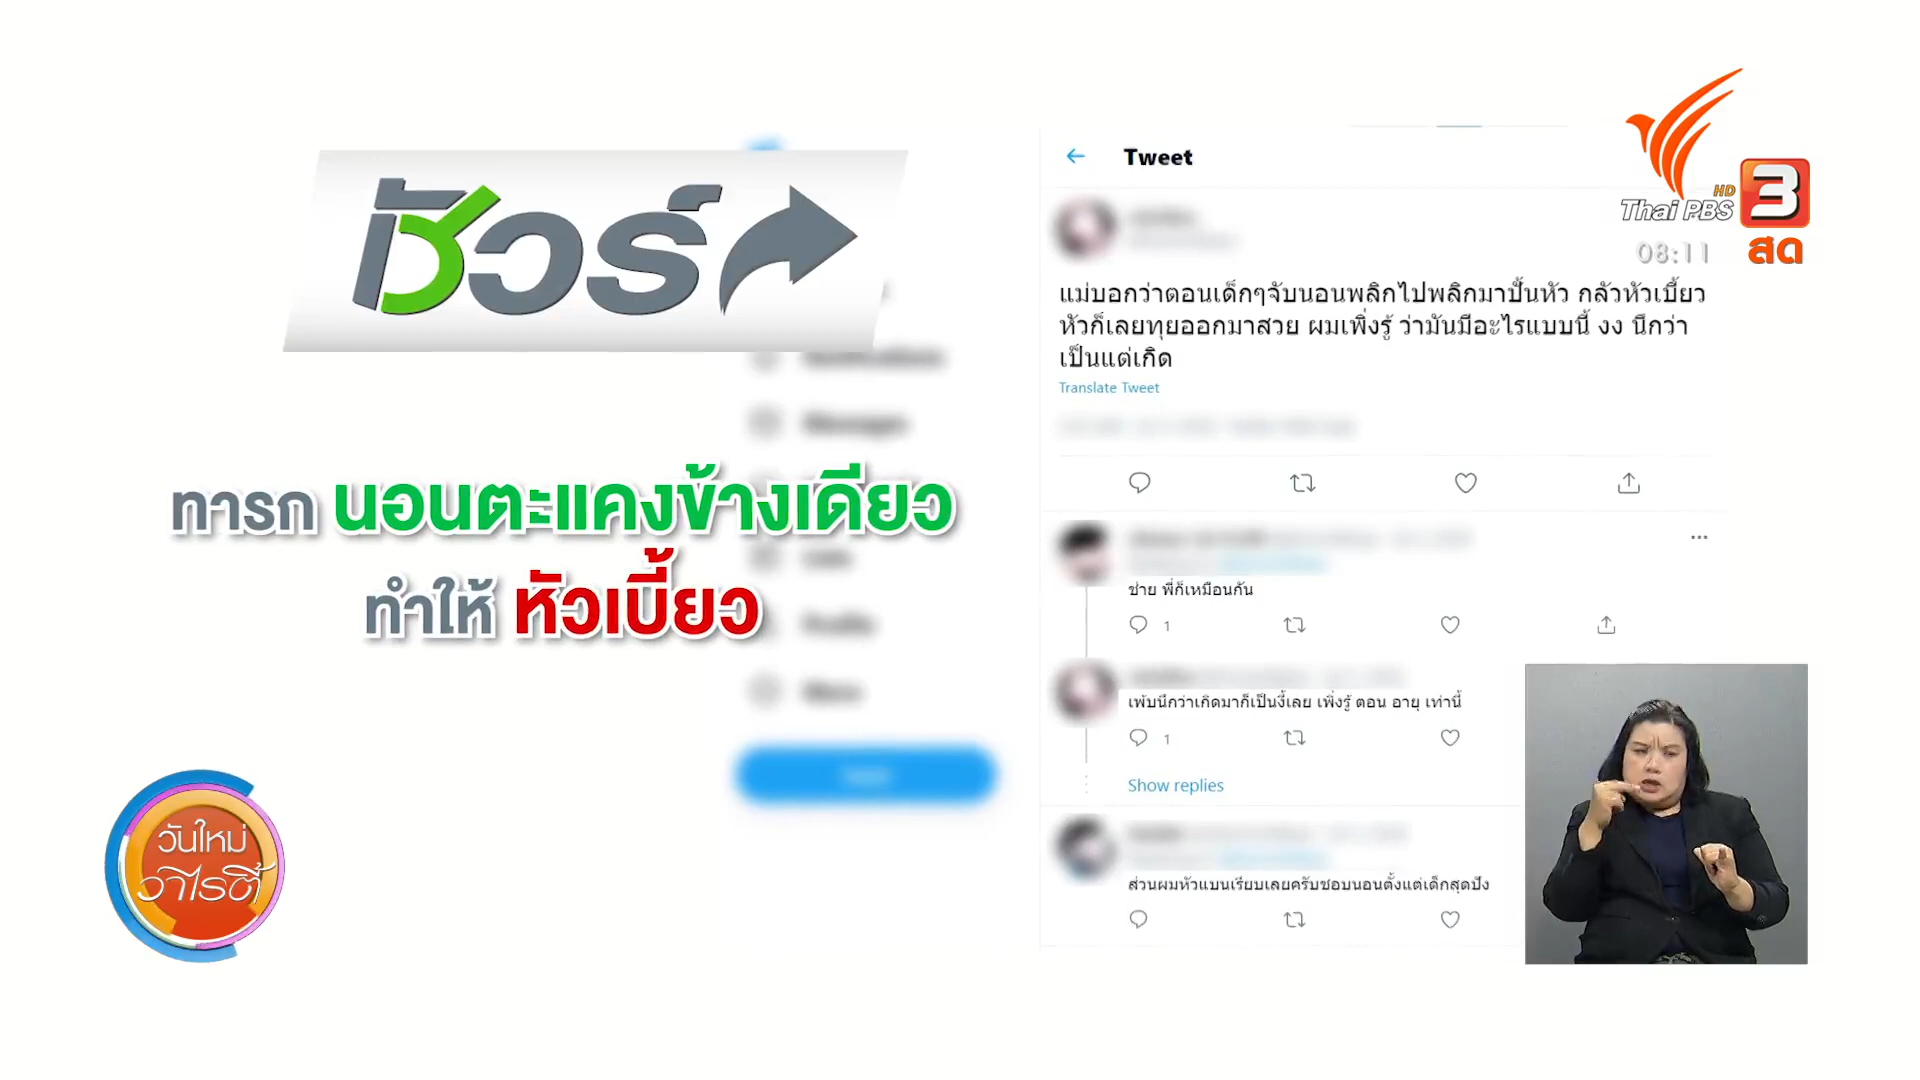 ชัวร์
Tweet
HD
Thai PBS
3
08:11
สด
แม่บอกว่าตอนเด็กๆจับนอนพลิกไปพลิกมาปั้นหัว กลัวหัวเบี้ยว
หัวก็เลยทุยออกมาสวย ผมเพิ่งรู้ ว่ามันมีอะไรแบบนี้ งง นึกว่า
เป็นแต่เกิด
Translate Tweet
ทารก นอนตะแคงข้างเดียว
ทำให้ หัวเบี้ยว
ช่าย พี่ก็เหมือนกัน
1
เพ้บนึกว่าเกิดมาก็เป็นงี้เลย เพิ่งรู้ ตอน อายุ เท่านี้
1
Show replies
ส่วนผมหัวแบนเรียบเลยครับชอบนอนตั้งแต่เด็กสุดปัง
วันใหม่
วาไรตี้